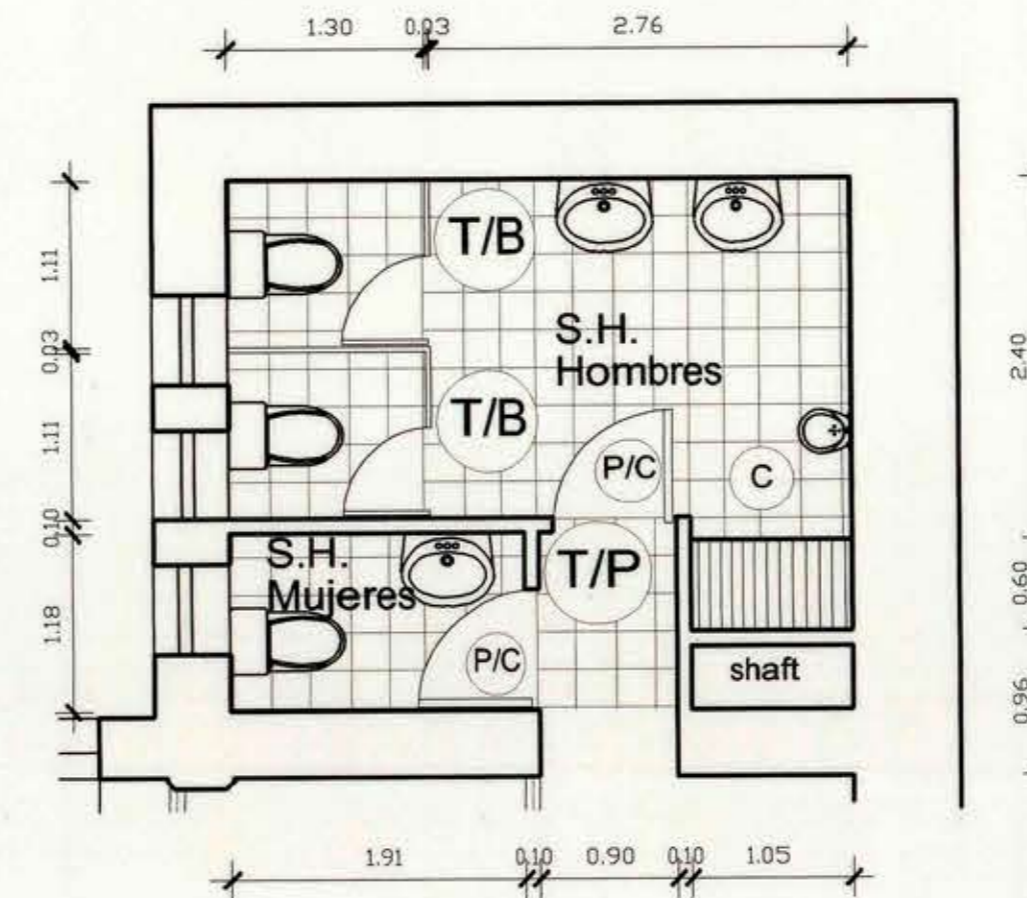 1.30 0.03 2.76
T/B
S.H.
Hombres
T/B
P/C
C
S.H.
Mujeres
T/P
P/C
shaft
1.11
0.03
1.11
0.10
1.18
2.40
0.60
0.96
1.91 0.10 0.90 0.10 1.05